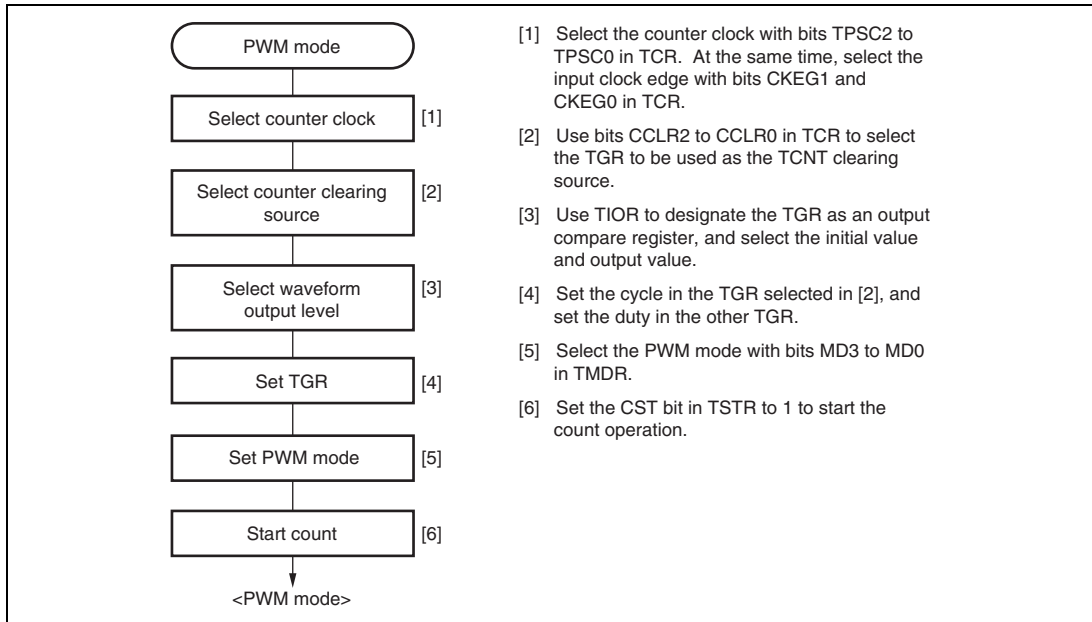 PWM mode
Select counter clock
[1]
Select counter clearing
source
[2]
Select waveform
output level
[3]
Set TGR
[4]
Set PWM mode
[5]
Start count
[6]
<PWM mode>
[1] Select the counter clock with bits TPSC2 to
TPSC0 in TCR. At the same time, select the
input clock edge with bits CKEG1 and
CKEG0 in TCR.
[2] Use bits CCLR2 to CCLR0 in TCR to select
the TGR to be used as the TCNT clearing
source.
[3] Use TIOR to designate the TGR as an output
compare register, and select the initial value
and output value.
[4] Set the cycle in the TGR selected in [2], and
set the duty in the other TGR.
[5] Select the PWM mode with bits MD3 to MD0
in TMDR.
[6] Set the CST bit in TSTR to 1 to start the
count operation.